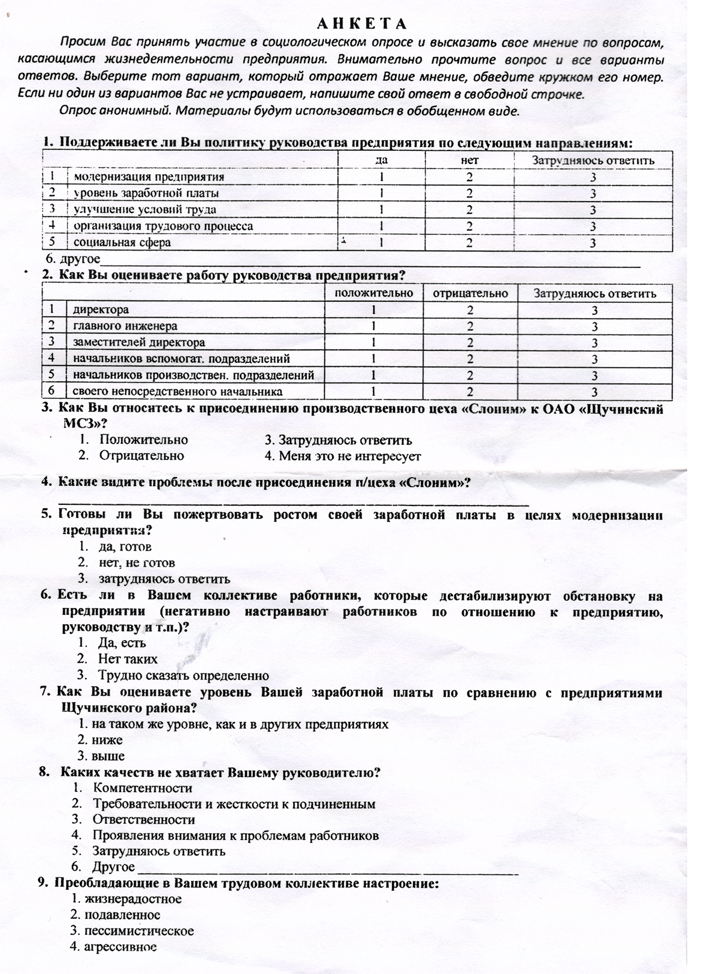 АНКЕТА
Просим Вас принять участие в социологическом опросе и высказать свое мнение по вопросам,
касающимся жизнедеятельности предприятия. Внимательно прочтите вопрос и все варианты
ответов. Выберите тот вариант, который отражает Ваше мнение, обведите кружком его номер.
Если ни один из вариантов Вас не устраивает, напишите свой ответ в свободной строчке.
Опрос анонимный. Материалы будут использоваться в обобщенном виде.
1. Поддерживаете ли Вы политику руководства предприятия по следующим направлениям:
да нет Затрудняюсь ответить
1 модернизация предприятия 1 2 3
2 уровень заработной платы 1 2 3
3 улучшение условий труда 1 2 3
4 организация трудового процесса 1 2 3
5 социальная сфера 1 2 3
6. другое
2. Как Вы оцениваете работу руководства предприятия?
положительно отрицательно Затрудняюсь ответить
1 директора 1 2 3
2 главного инженера 1 2 3
3 заместителей директора 1 2 3
4 начальников вспомогат. подразделений 1 2 3
5 начальников производствен. подразделений 1 2 3
6 своего непосредственного начальника 1 2 3
3. Как Вы относитесь к присоединению производственного цеха «Слоним» к ОАО «Щучинский
МСЗ»?
1. Положительно 3. Затрудняюсь ответить
2. Отрицательно 4. Меня это не интересует
4. Какие видите проблемы после присоединения п/цеха «Слоним»?
5. Готовы ли Вы пожертвовать ростом своей заработной платы в целях модернизации
предприятия?
1. да, готов
2. нет, не готов
3. затрудняюсь ответить
6. Есть ли в Вашем коллективе работники, которые дестабилизируют обстановку на
предприятии (негативно настраивают работников по отношению к предприятию,
руководству и т.п.)?
1. Да, есть
2. Нет таких
3. Трудно сказать определенно
7. Как Вы оцениваете уровень Вашей заработной платы по сравнению с предприятиями
Щучинского района?
1. на таком же уровне, как и в других предприятиях
2. ниже
3. выше
8. Каких качеств не хватает Вашему руководителю?
1. Компетентности
2. Требовательности и жесткости к подчиненным
3. Ответственности
4. Проявления внимания к проблемам работников
5. Затрудняюсь ответить
6. Другое
9. Преобладающие в Вашем трудовом коллективе настроение:
1. жизнерадостное
2. подавленное
3. пессимистическое
4. агрессивное